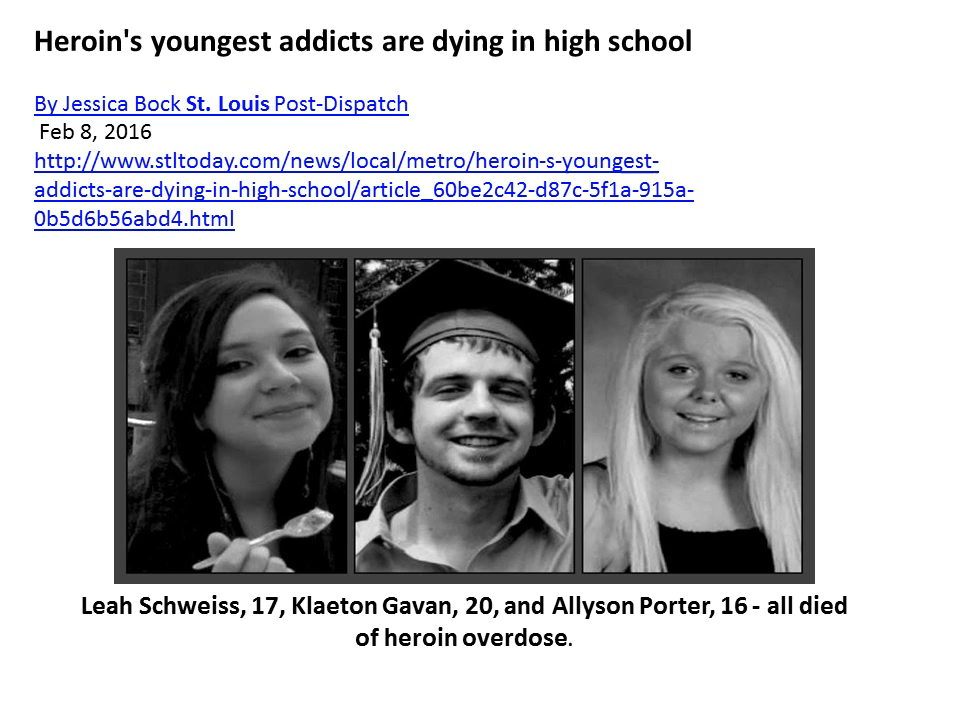 Heroin's youngest addicts are dying in high school
By Jessica Bock St. Louis Post-Dispatch
Feb 8, 2016
http://www.stltoday.com/news/local/metro/heroin-s-youngest-
addicts-are-dying-in-high-school/article_60be2c42-d87c-5f1a-915a-
0b5d6b56abd4.html
Leah Schweiss, 17, Klaeton Gavan, 20, and Allyson Porter, 16 - all died
of heroin overdose.